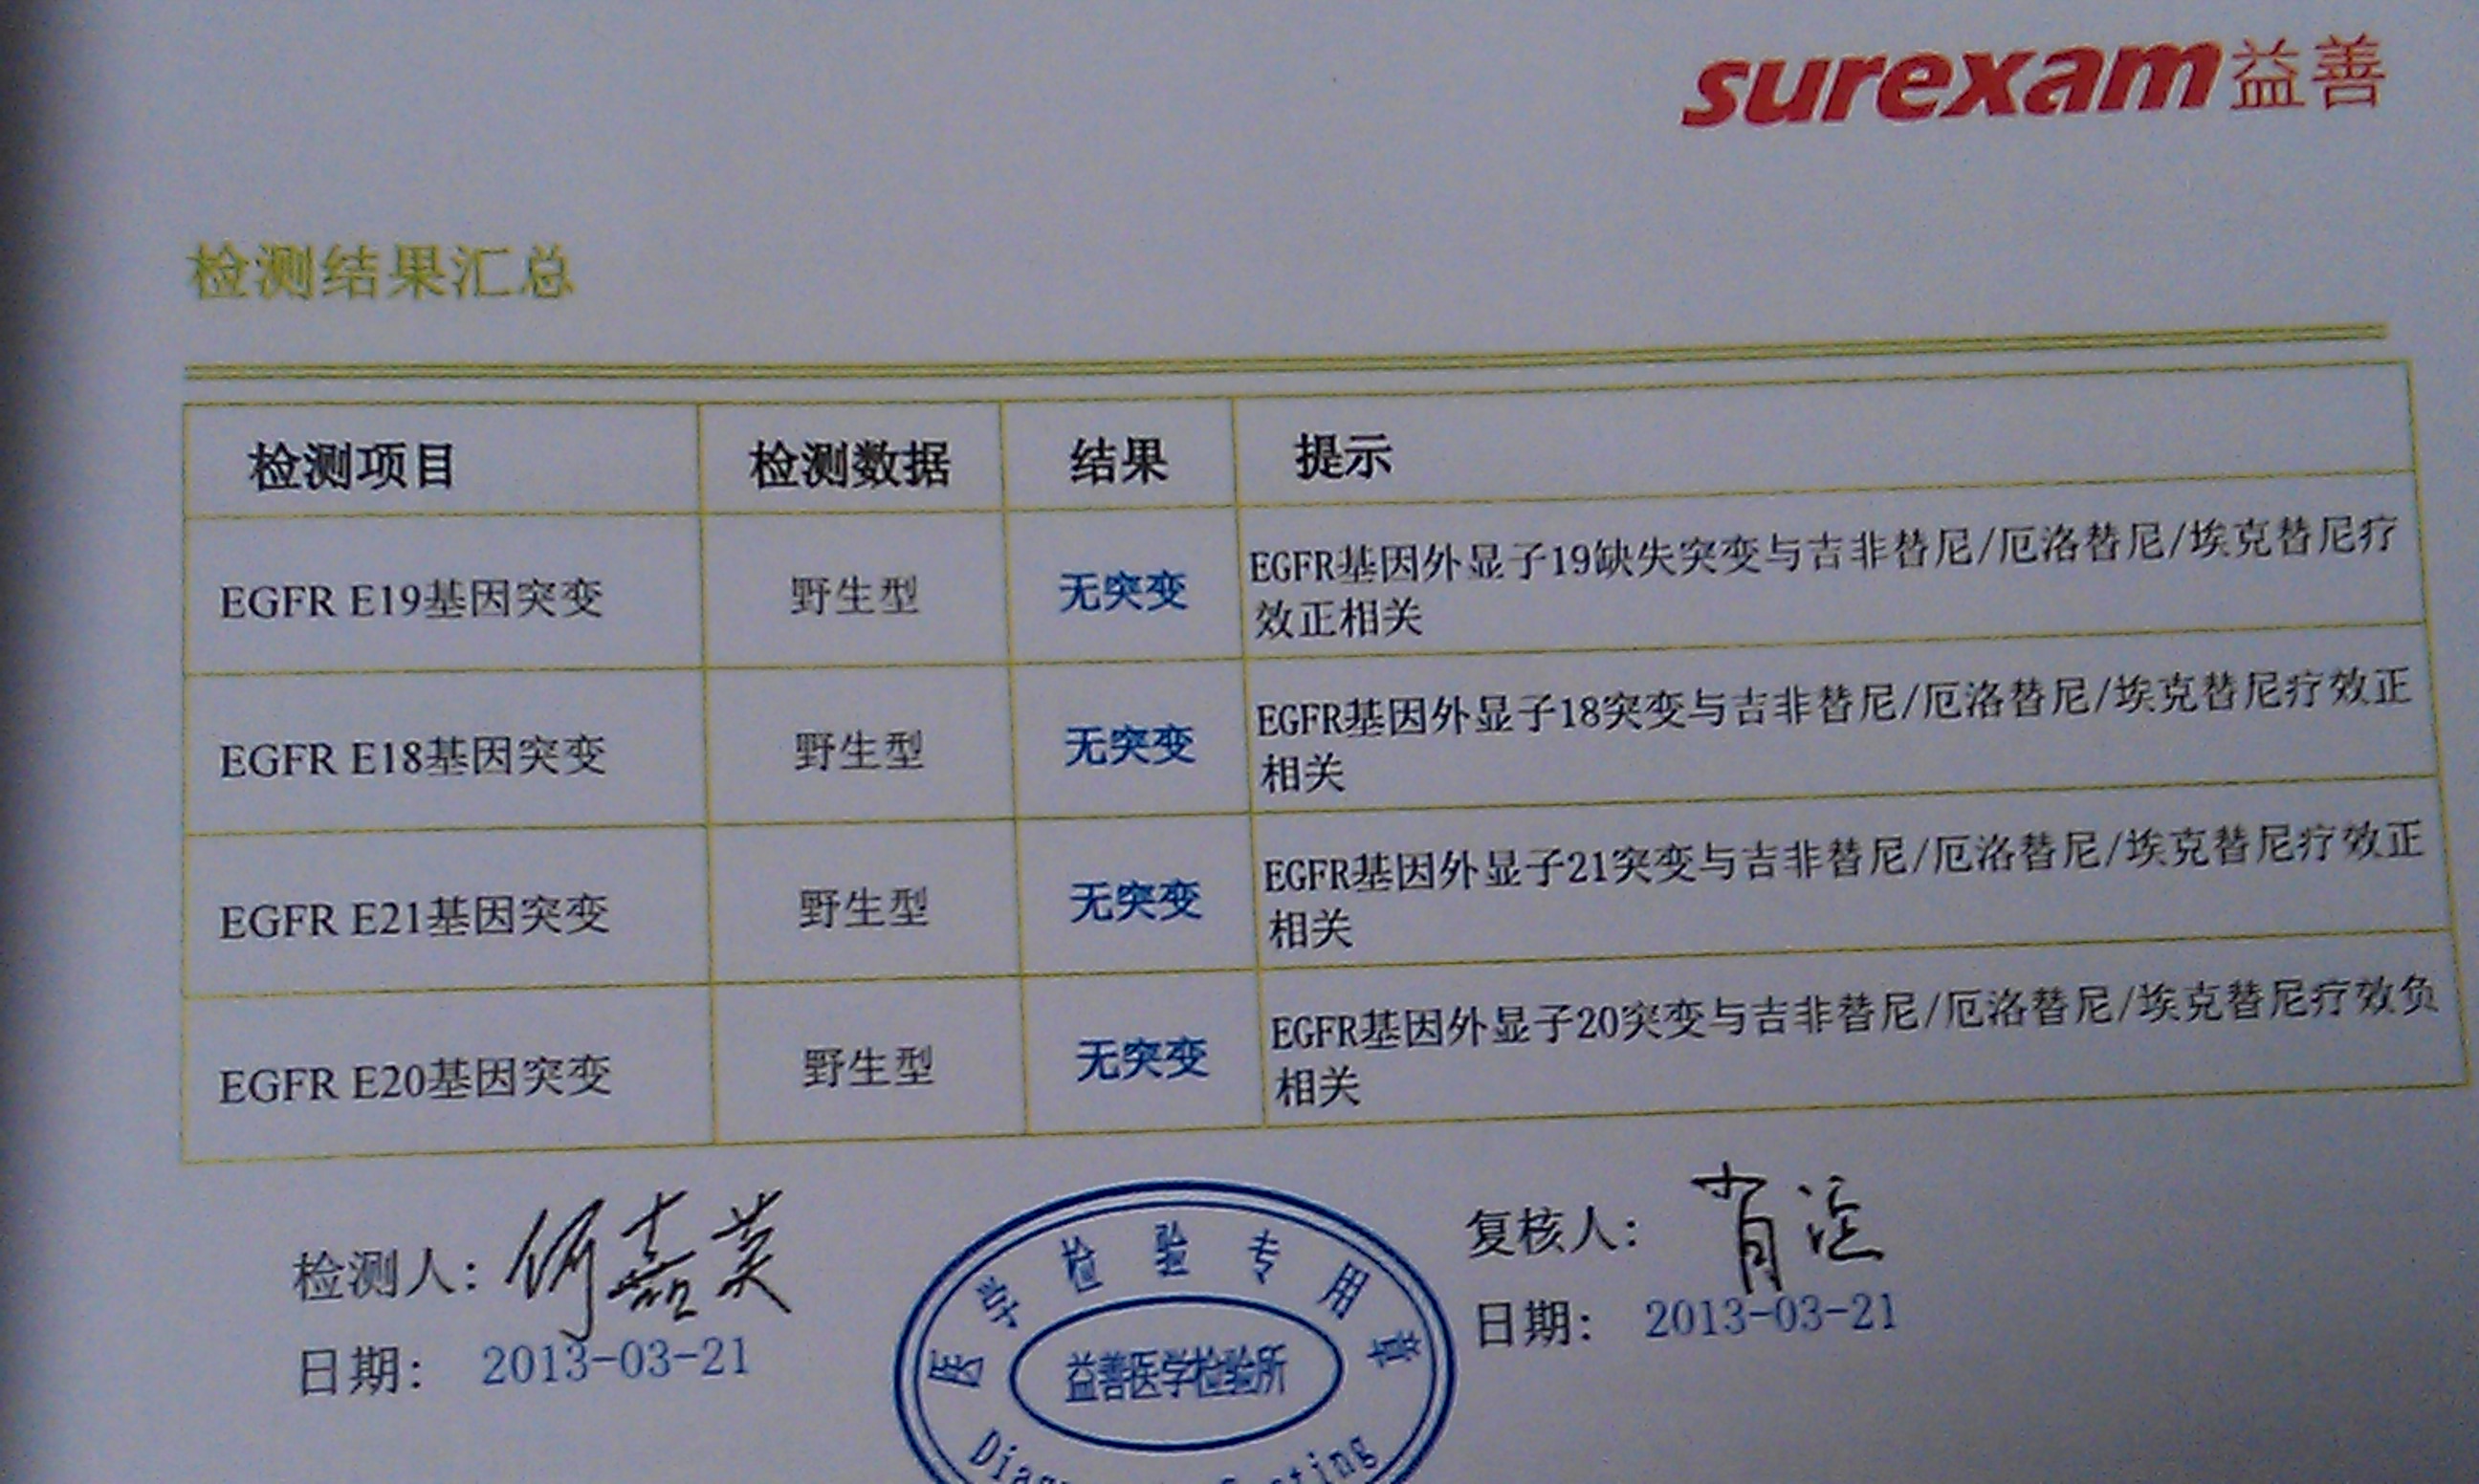 surexam益善
检测结果汇总
检测项目 检测数据 结果 提示
EGFR E19基因突变 野生型 无突变 EGFR基因外显子19缺失突变与吉非替尼/厄洛替尼/埃克替尼疗
效正相关
EGFR E18基因突变 野生型 无突变 EGFR基因外显子18突变与吉非替尼/厄洛替尼/埃克替尼疗效正
相关
EGFR E21基因突变 野生型 无突变 EGFR基因外显子21突变与吉非替尼/厄洛替尼/埃克替尼疗效正
相关
EGFR E20基因突变 野生型 无突变 EGFR基因外显子20突变与吉非替尼/厄洛替尼/埃克替尼疗效负
相关
检测人：
复核人：
日期： 2013-03-21
日期： 2013-03-21
医学检验专用章
益善医学检验所